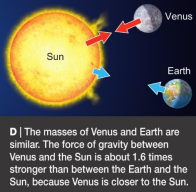 Venus
Sun
Earth
D | The masses of Venus and Earth are
similar. The force of gravity between
Venus and the Sun is about 1.6 times
stronger than between the Earth and the
Sun, because Venus is closer to the Sun.